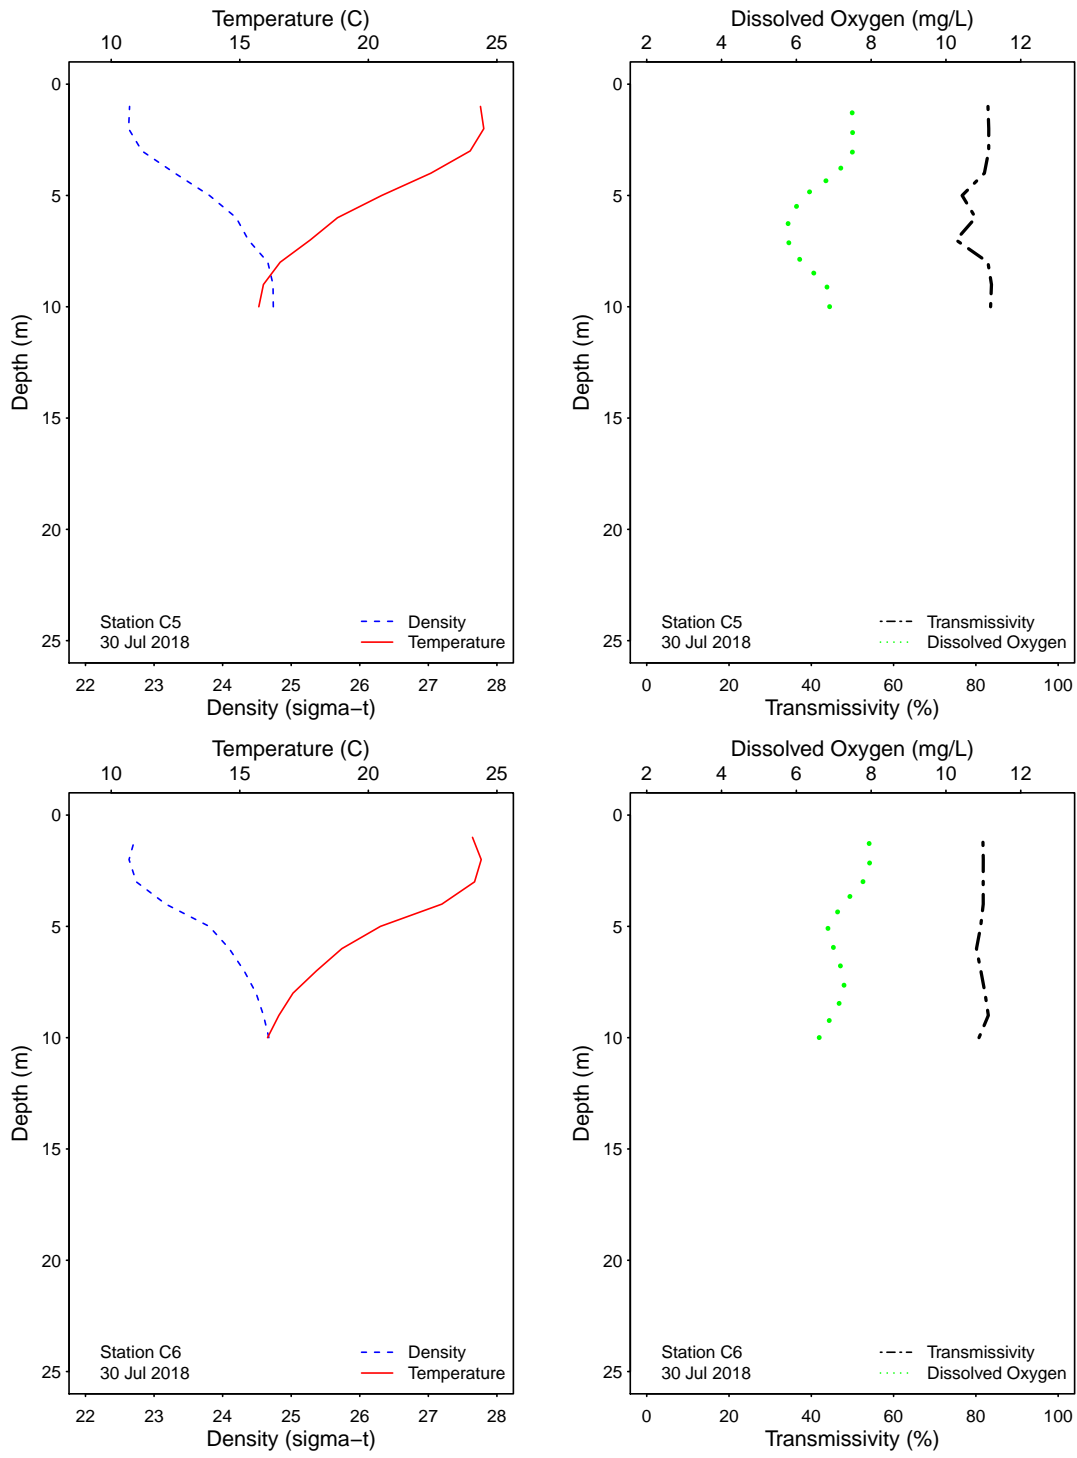 Temperature (C)
10 15 20 25
0
5
10
15
20
25
Depth (m)
Station C5
30 Jul 2018
Density
Temperature
22 23 24 25 26 27 28
Density (sigma−t)
Dissolved Oxygen (mg/L)
2 4 6 8 10 12
0
5
10
15
20
25
Depth (m)
Station C5
30 Jul 2018
Transmissivity
Dissolved Oxygen
0 20 40 60 80 100
Transmissivity (%)
Temperature (C)
10 15 20 25
0
5
10
15
20
25
Depth (m)
Station C6
30 Jul 2018
Density
Temperature
22 23 24 25 26 27 28
Density (sigma−t)
Dissolved Oxygen (mg/L)
2 4 6 8 10 12
0
5
10
15
20
25
Depth (m)
Station C6
30 Jul 2018
Transmissivity
Dissolved Oxygen
0 20 40 60 80 100
Transmissivity (%)